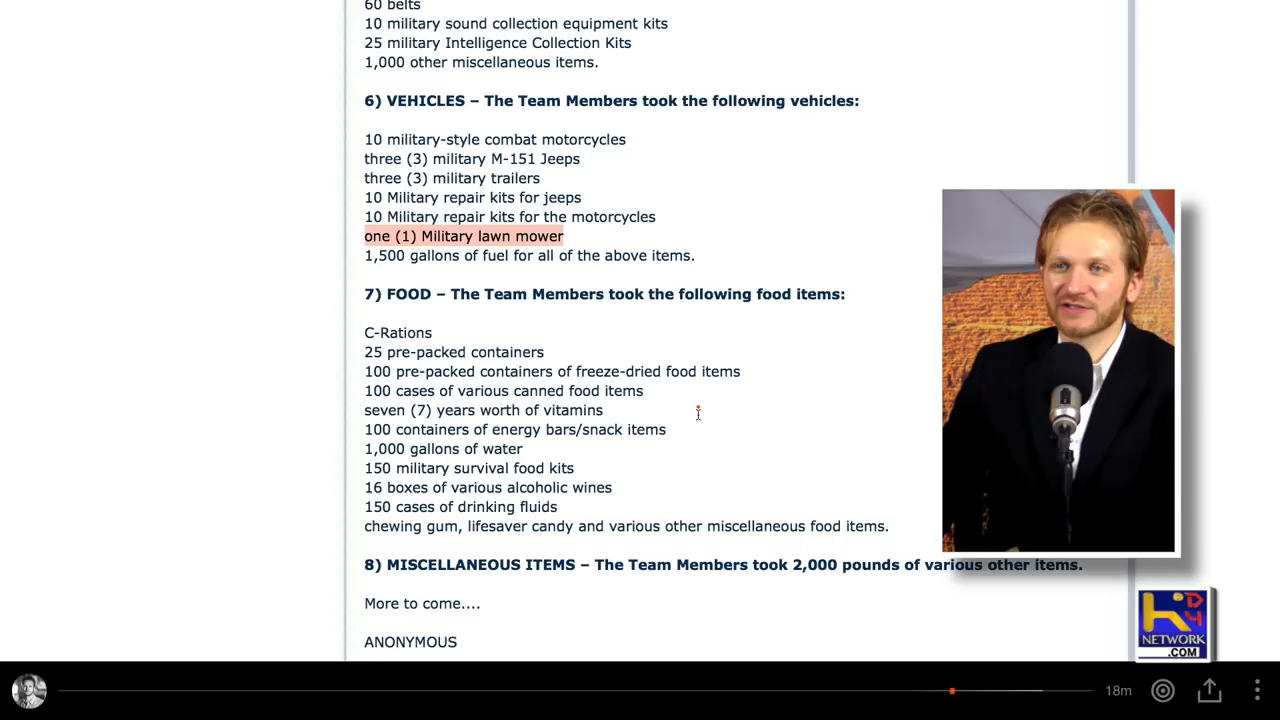 60 belts
10 military sound collection equipment kits
25 military Intelligence Collection Kits
1,000 other miscellaneous items.
6) VEHICLES – The Team Members took the following vehicles:
10 military-style combat motorcycles
three (3) military M-151 Jeeps
three (3) military trailers
10 Military repair kits for jeeps
10 Military repair kits for the motorcycles
one (1) Military lawn mower
1,500 gallons of fuel for all of the above items.
7) FOOD – The Team Members took the following food items:
C-Rations
25 pre-packed containers
100 pre-packed containers of freeze-dried food items
100 cases of various canned food items
seven (7) years worth of vitamins
100 containers of energy bars/snack items
1,000 gallons of water
150 military survival food kits
16 boxes of various alcoholic wines
150 cases of drinking fluids
chewing gum, lifesaver candy and various other miscellaneous food items.
8) MISCELLANEOUS ITEMS – The Team Members took 2,000 pounds of various other items.
More to come....
ANONYMOUS
K D4
NETWORK
.COM
18m